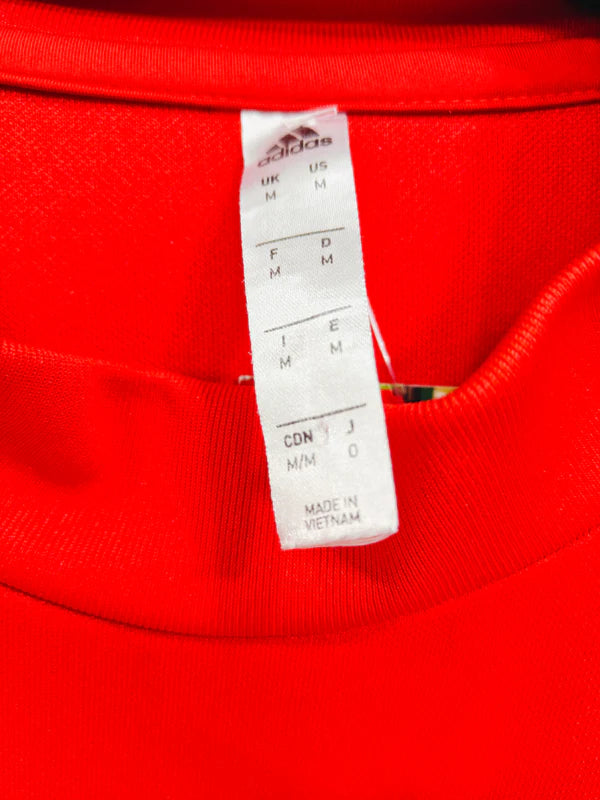 adidas
UK US
M M
F D
M M
I E
M M
CDN J
M/M O
MADE IN
VIETNAM